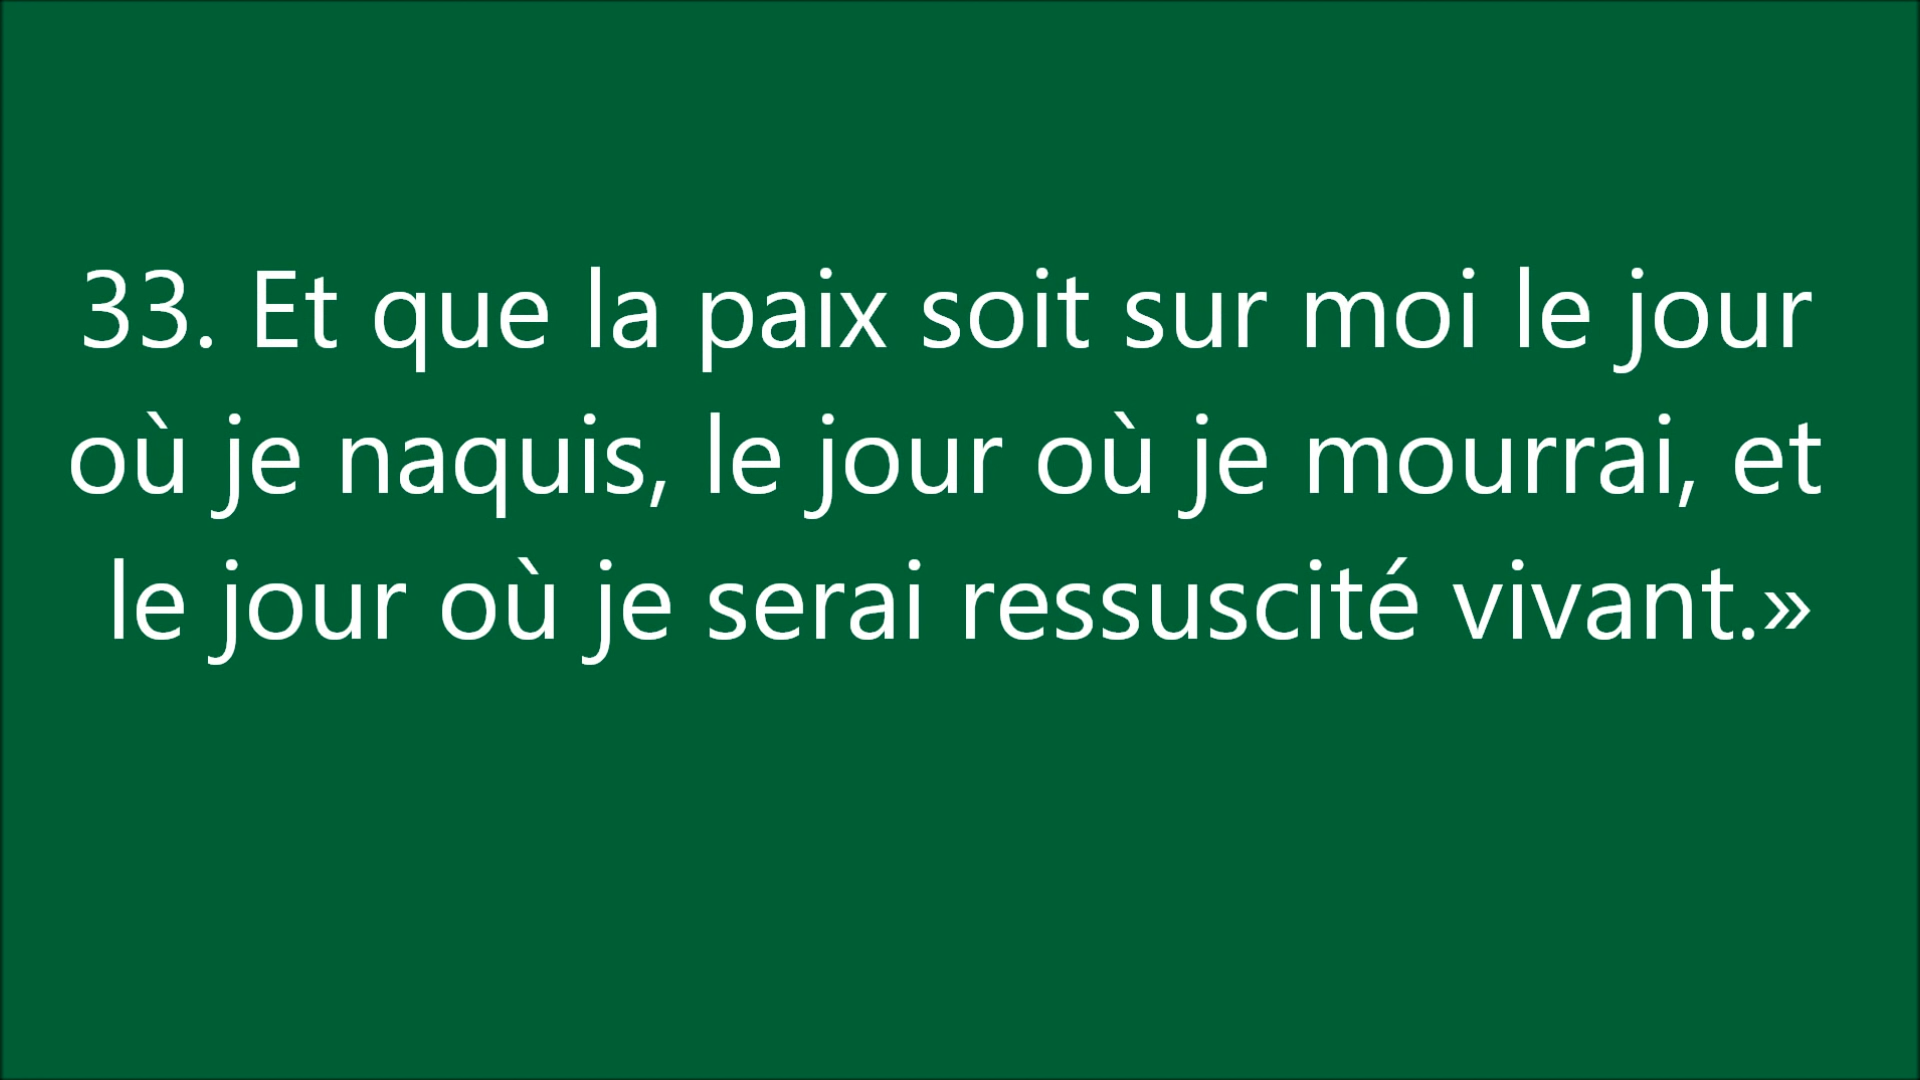 33. Et que la paix soit sur moi le jour
où je naquis, le jour où je mourrai, et
le jour où je serai ressuscité vivant.»